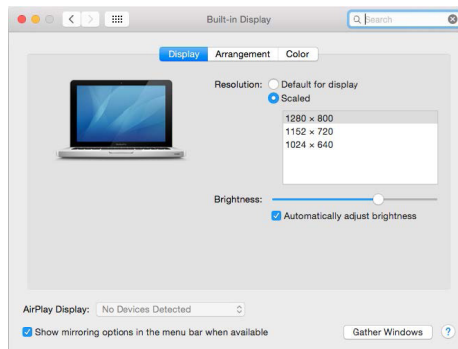 Built-in Display
Search
Display Arrangement Color
Resolution: Default for display
Scaled
1280 × 800
1152 × 720
1024 × 640
Brightness:
Automatically adjust brightness
AirPlay Display: No Devices Detected
Show mirroring options in the menu bar when available
Gather Windows ?